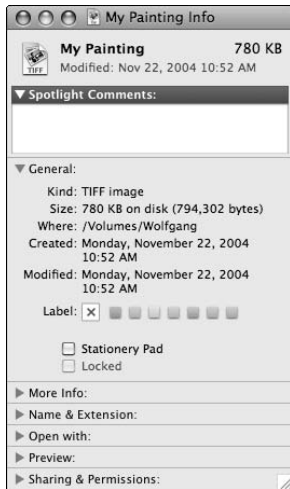 My Painting Info
My Painting 780 KB
Modified: Nov 22, 2004 10:52 AM
TIFF
Spotlight Comments:
General:
Kind: TIFF image
Size: 780 KB on disk (794,302 bytes)
Where: /Volumes/Wolfgang
Created: Monday, November 22, 2004
10:52 AM
Modified: Monday, November 22, 2004
10:52 AM
Label:
Stationery Pad
Locked
More Info:
Name & Extension:
Open with:
Preview:
Sharing & Permissions: